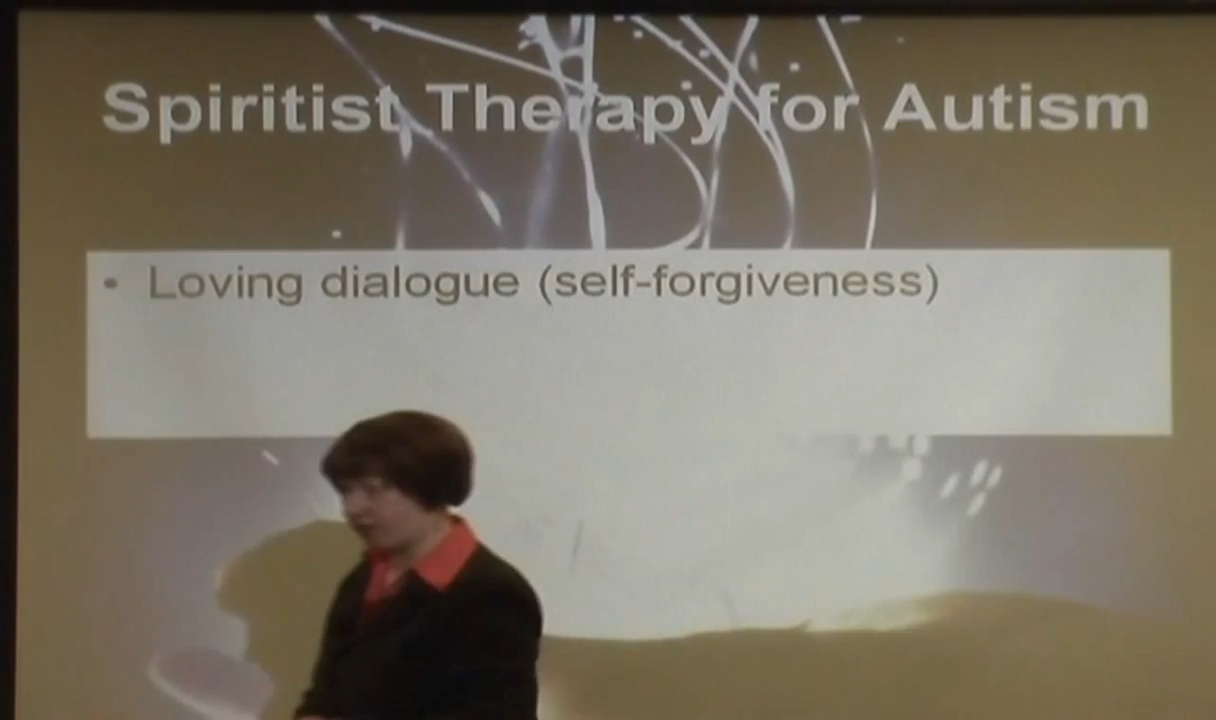 Spiritist Therapy for Autism
• Loving dialogue (self-forgiveness)